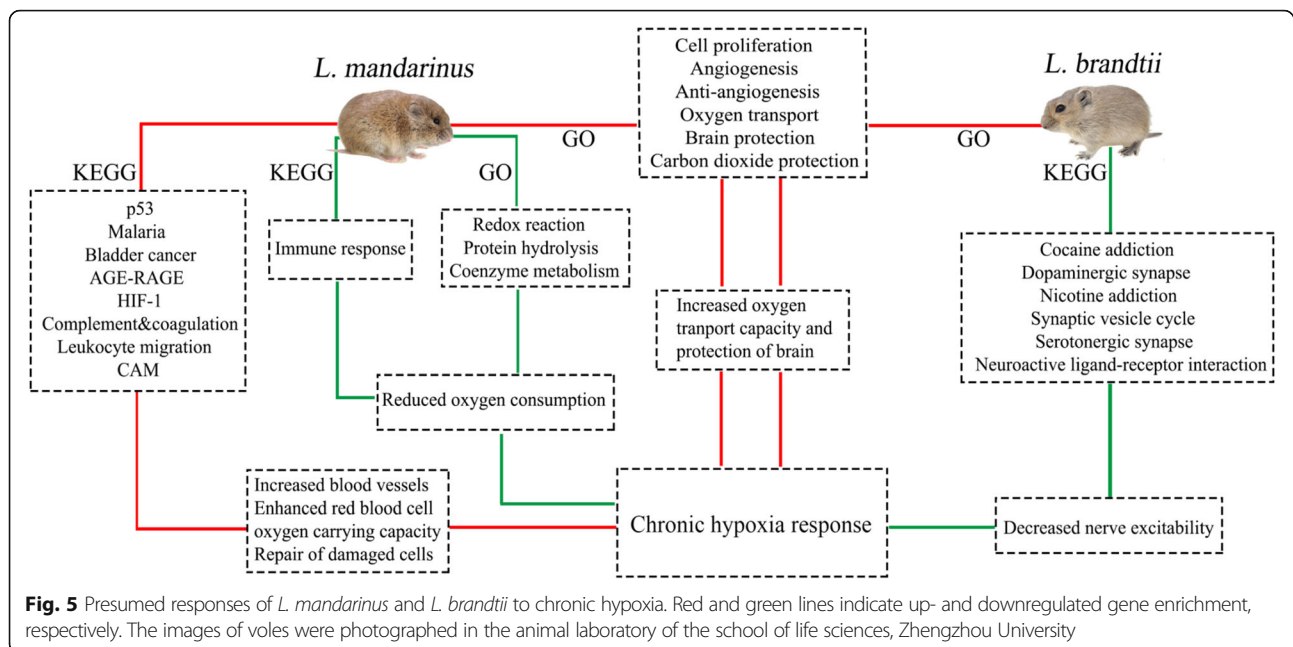 L. mandarinus
L. brandtii
Cell proliferation
Angiogenesis
Anti-angiogenesis
Oxygen transport
Brain protection
Carbon dioxide protection
GO
GO
KEGG
KEGG
GO
KEGG
p53
Malaria
Bladder cancer
AGE-RAGE
HIF-1
Complement&coagulation
Leukocyte migration
CAM
Immune response
Redox reaction
Protein hydrolysis
Coenzyme metabolism
Increased oxygen
tranport capacity and
protection of brain
Cocaine addiction
Dopaminergic synapse
Nicotine addiction
Synaptic vesicle cycle
Serotonergic synapse
Neuroactive ligand-receptor interaction
Reduced oxygen consumption
Increased blood vessels
Enhanced red blood cell
oxygen carrying capacity
Repair of damaged cells
Chronic hypoxia response
Decreased nerve excitability
Fig. 5 Presumed responses of L. mandarinus and L. brandtii to chronic hypoxia. Red and green lines indicate up- and downregulated gene enrichment,
respectively. The images of voles were photographed in the animal laboratory of the school of life sciences, Zhengzhou University